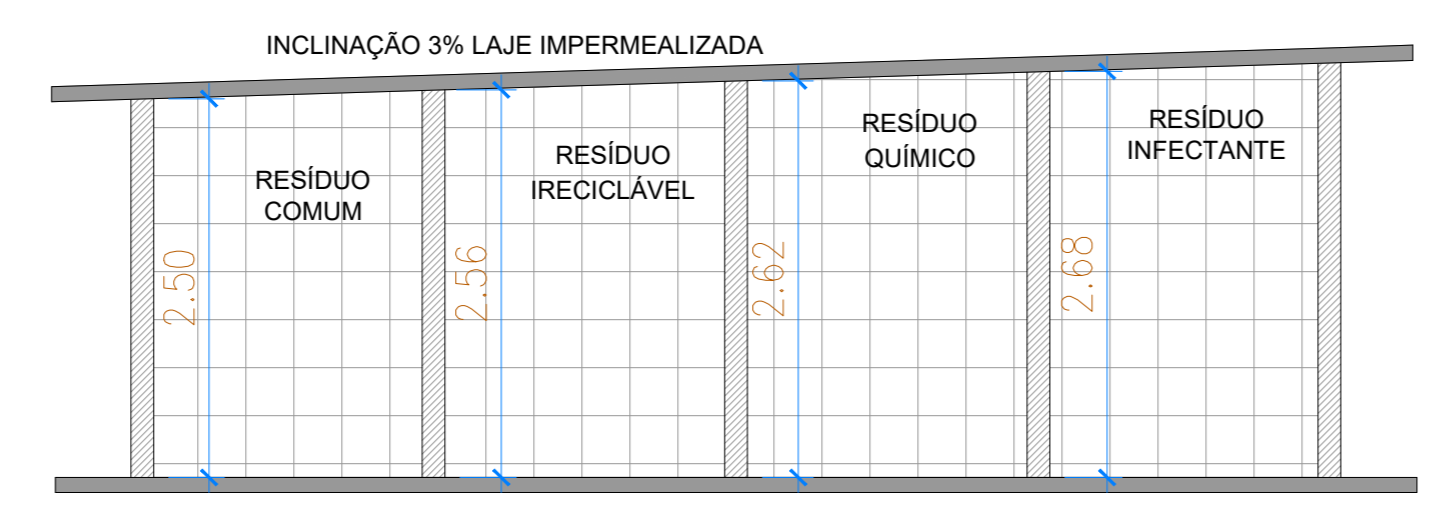 INCLINAÇÃO 3% LAJE IMPERMEALIZADA
RESÍDUO
COMUM
2.50
RESÍDUO
IRECICLÁVEL
2.56
RESÍDUO
QUÍMICO
2.62
RESÍDUO
INFECTANTE
2.68